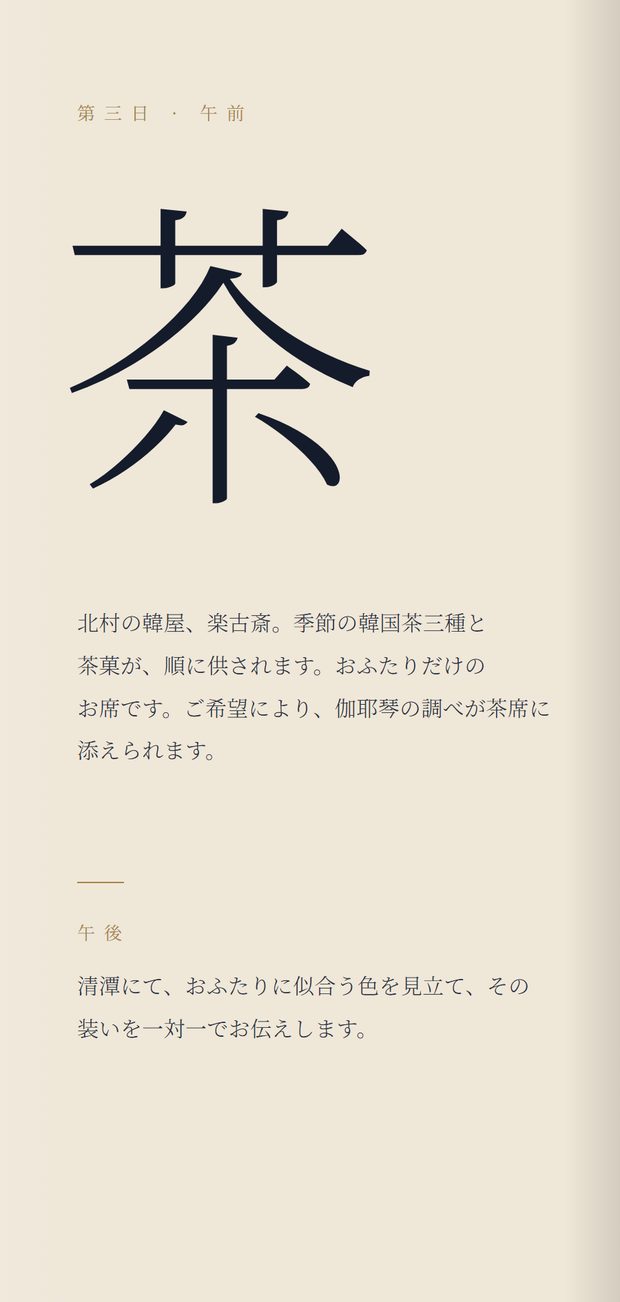 第三日 · 午前
茶
北村の韓屋、楽古斎。季節の韓国茶三種と
茶菓が、順に供されます。おふたりだけの
お席です。ご希望により、伽耶琴の調べが茶席に
添えられます。
午後
清潭にて、おふたりに似合う色を見立て、その
装いを一対一でお伝えします。